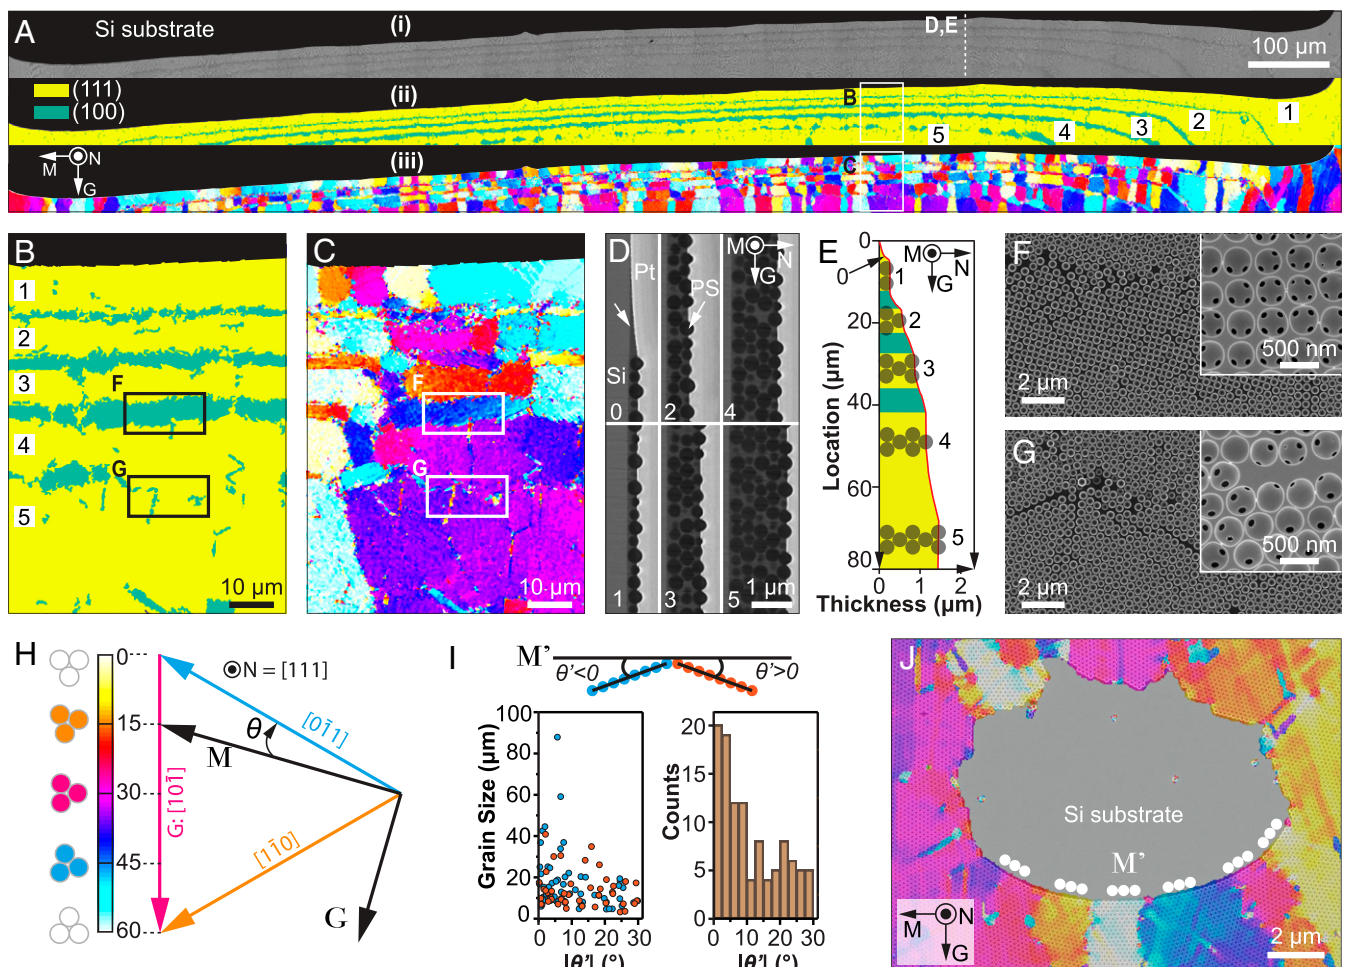 A
Si substrate
(i)
D,E
100 µm
(111)
(100)
(ii)
B
5
4
3
2
1
M
N
G
(iii)
C
B
1
2
3
F
4
G
5
10 µm
C
F
G
10 µm
D
Pt
PS
M
N
G
Si
0
2
4
1
3
5
1 µm
E
0
0
20
40
60
80
Location (µm)
M
N
G
1
2
3
4
5
0
1
2
Thickness (µm)
F
2 µm
500 nm
G
2 µm
500 nm
H
0
15
30
45
60
N = [111]
[01̄1]
θ
M
G: [101̄]
[11̄0]
G
I
M'
θ'<0
θ'>0
100
80
60
40
20
0
Grain Size (µm)
0
10
20
30
|θ'| (°)
20
15
10
5
0
Counts
0
10
20
30
|θ'| (°)
J
Si substrate
M'
M
N
G
2 µm